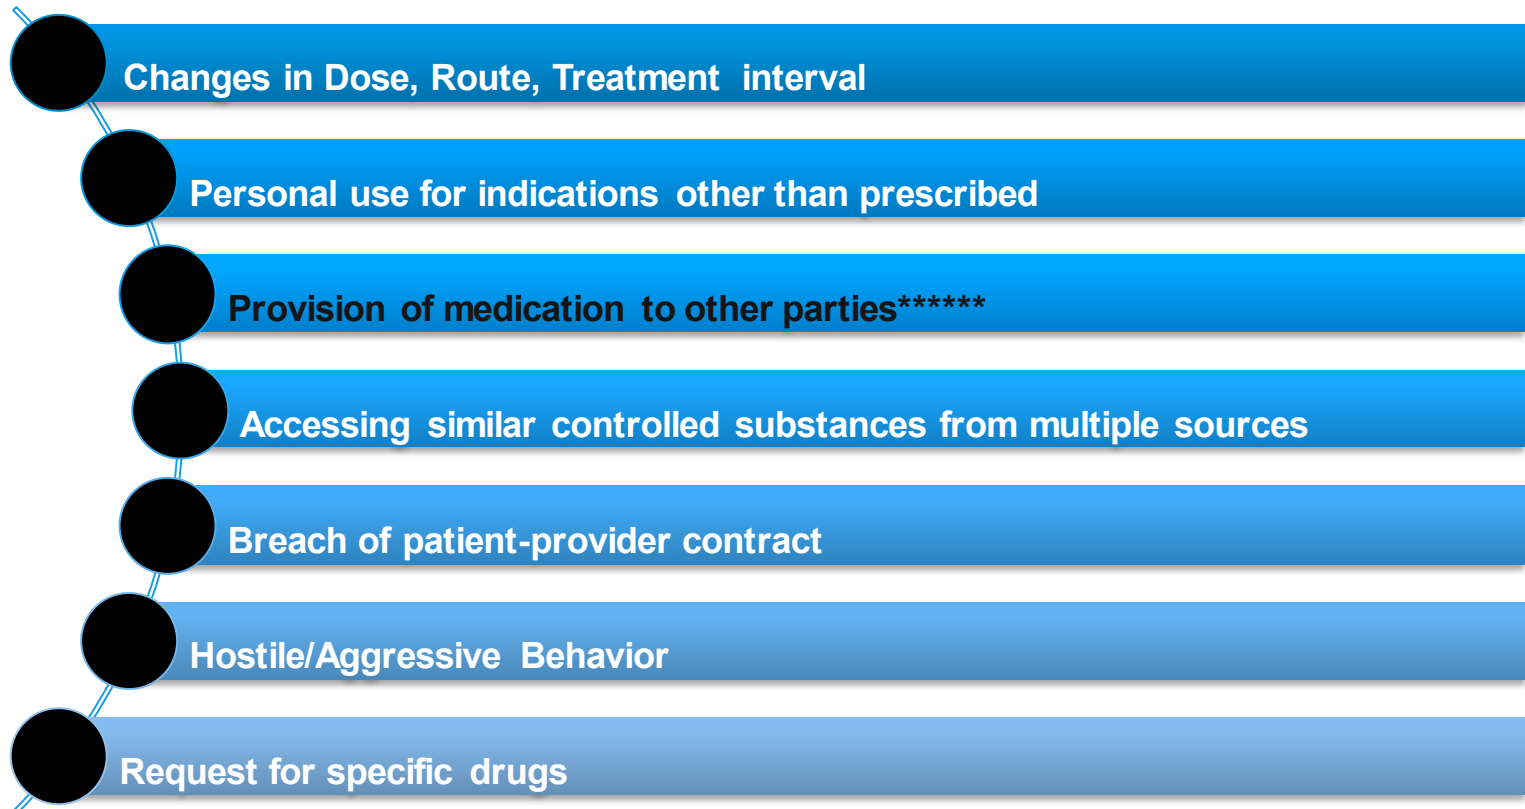 Changes in Dose, Route, Treatment interval
Personal use for indications other than prescribed
Provision of medication to other parties******
Accessing similar controlled substances from multiple sources
Breach of patient-provider contract
Hostile/Aggressive Behavior
Request for specific drugs